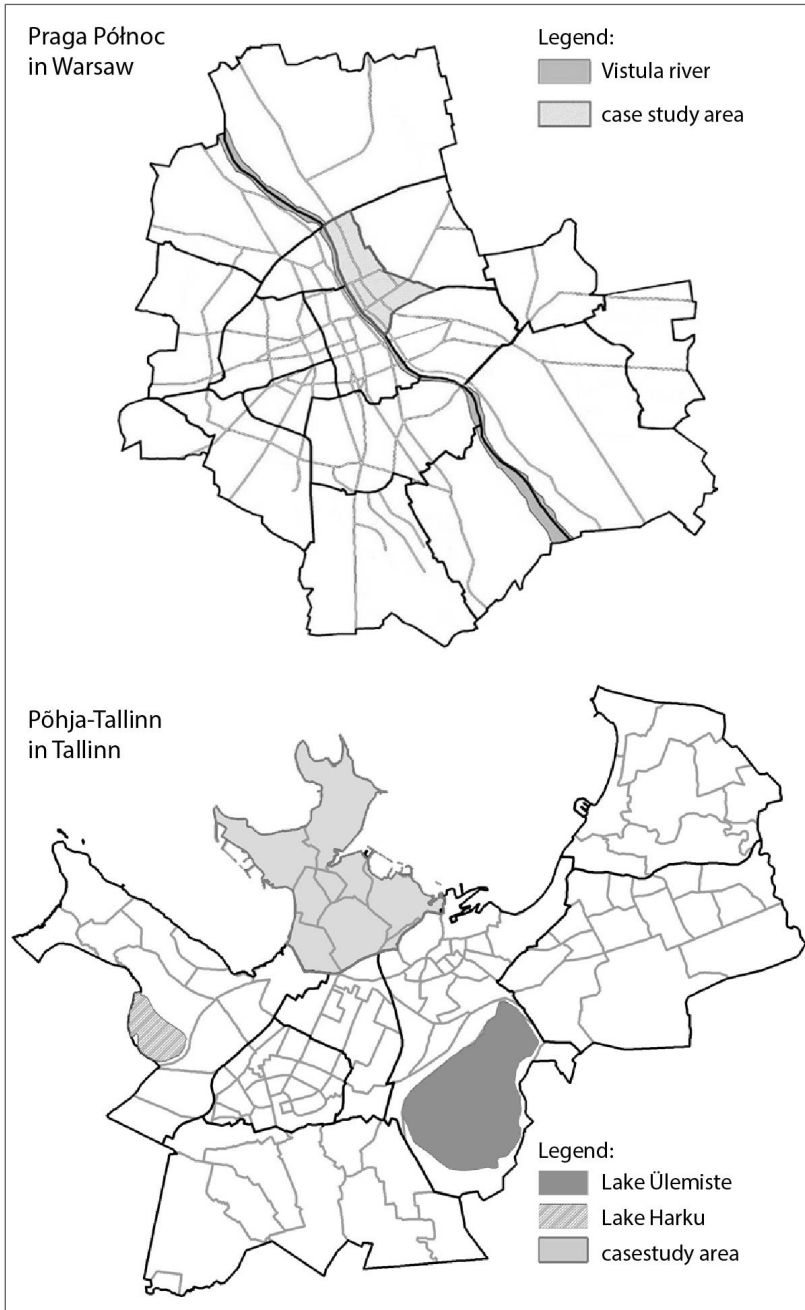 Praga Północ
in Warsaw
Legend:
Vistula river
case study area
Põhja-Tallinn
in Tallinn
Legend:
Lake Ülemiste
Lake Harku
casestudy area